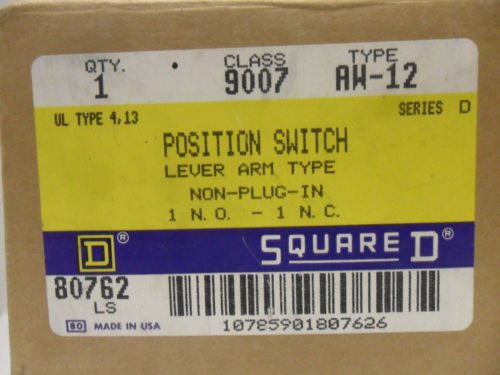 QTY. CLASS TYPE
1 9007 AW-12
UL TYPE 4,13 SERIES D
POSITION SWITCH
LEVER ARM TYPE
NON-PLUG-IN
1 N.O. - 1 N.C.
D® SQUARE D®
80762
LS
80 MADE IN USA
10785901807626